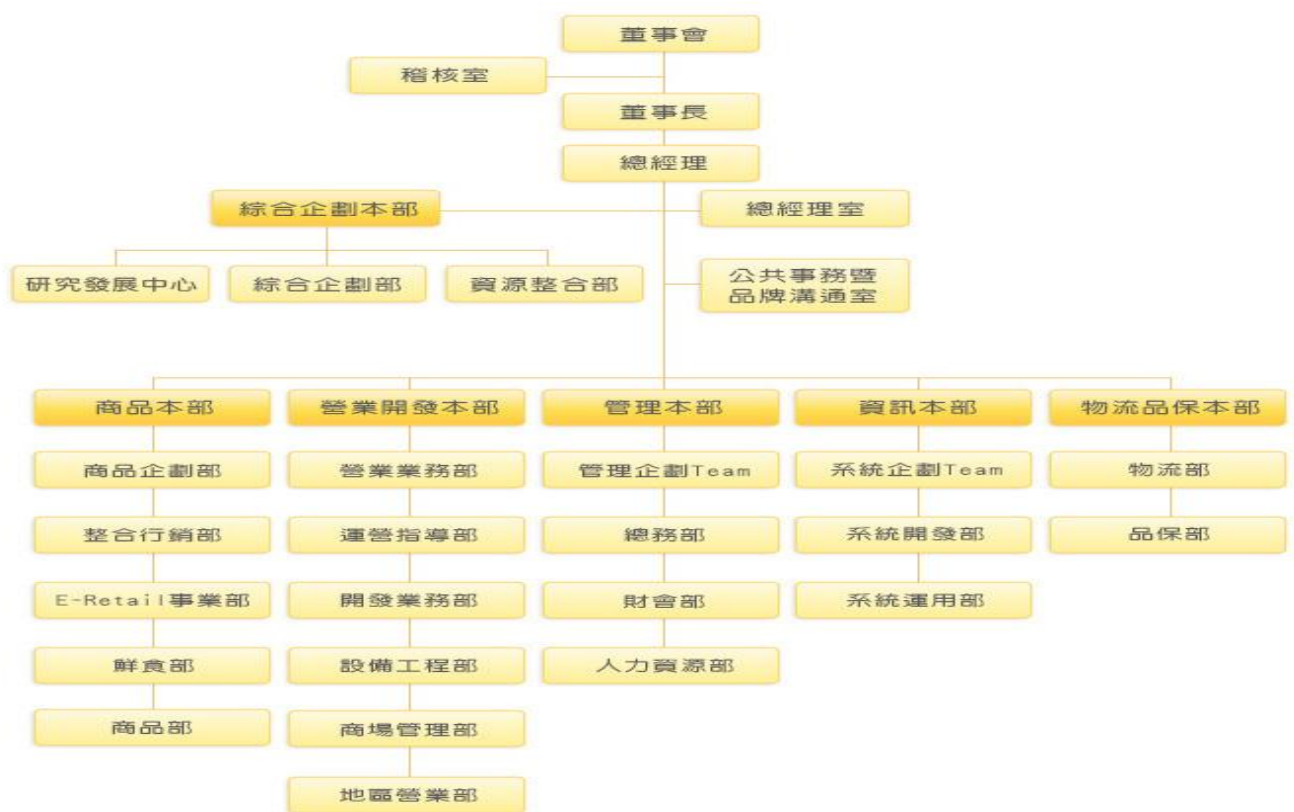 董事會
稽核室
董事長
總經理
綜合企劃本部
總經理室
研究發展中心
綜合企劃部
資源整合部
公共事務暨
品牌溝通室
商品本部
營業開發本部
管理本部
資訊本部
物流品保本部
商品企劃部
營業業務部
管理企劃Team
系統企劃Team
物流部
整合行銷部
運營指導部
總務部
系統開發部
品保部
E-Retail事業部
開發業務部
財會部
系統運用部
鮮食部
設備工程部
人力資源部
商品部
商場管理部
地區營業部